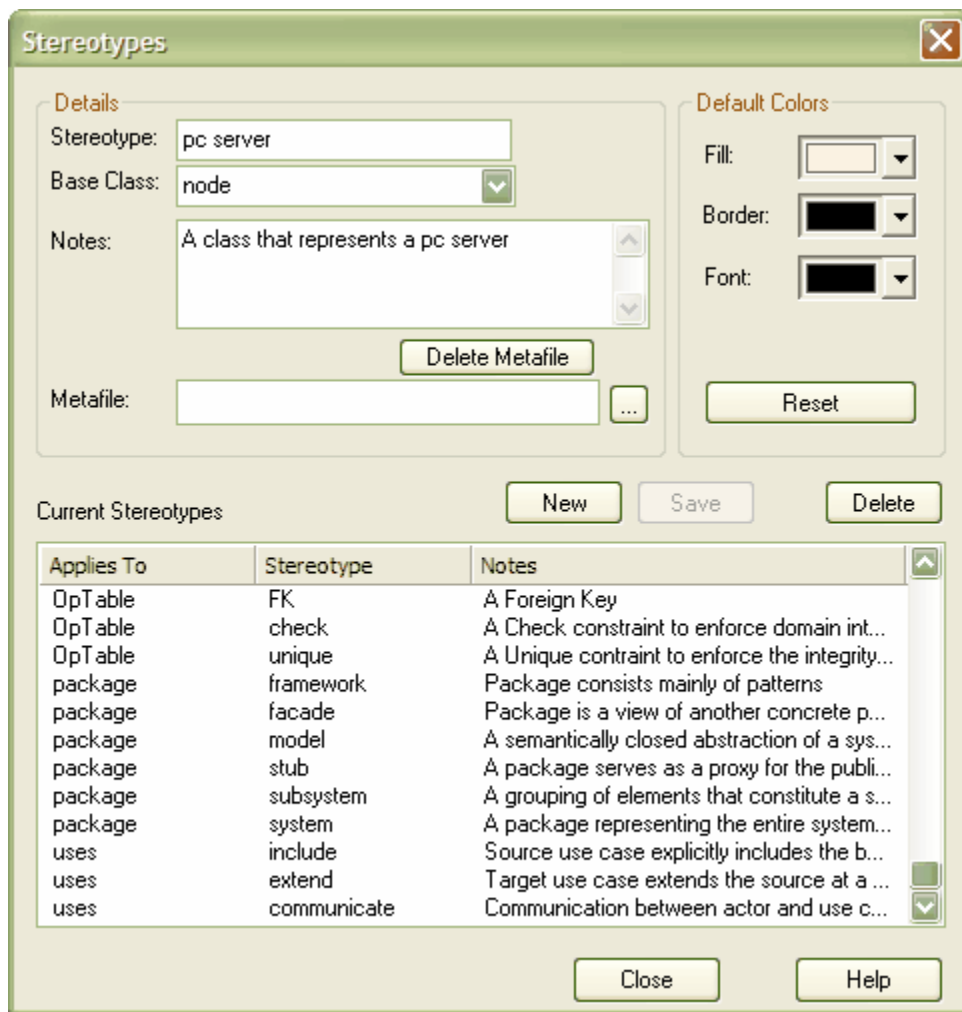 Stereotypes
Details
Stereotype: pc server
Base Class: node
Notes: A class that represents a pc server
Delete Metafile
Metafile: ...
Default Colors
Fill:
Border:
Font:
Reset
Current Stereotypes New Save Delete
Applies To Stereotype Notes
OpTable FK A Foreign Key
OpTable check A Check constraint to enforce domain int...
OpTable unique A Unique contraint to enforce the integrity...
package framework Package consists mainly of patterns
package facade Package is a view of another concrete p...
package model A semantically closed abstraction of a sys...
package stub A package serves as a proxy for the publi...
package subsystem A grouping of elements that constitute a s...
package system A package representing the entire system...
uses include Source use case explicitly includes the b...
uses extend Target use case extends the source at a ...
uses communicate Communication between actor and use c...
Close Help